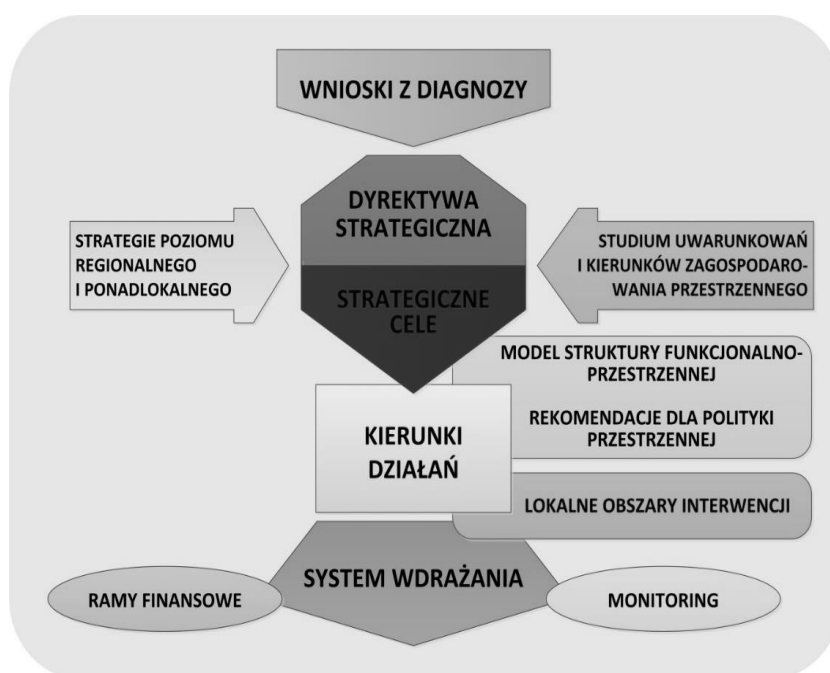 WNIOSKI Z DIAGNOZY
DYREKTYWA
STRATEGICZNA
STRATEGIE POZIOMU
REGIONALNEGO
I PONADLOKALNEGO
STUDIUM UWARUNKOWAŃ
I KIERUNKÓW ZAGOSPODARO-
WANIA PRZESTRZENNEGO
STRATEGICZNE
CELE
MODEL STRUKTURY FUNKCJONALNO-
PRZESTRZENNEJ
REKOMENDACJE DLA POLITYKI
PRZESTRZENNEJ
KIERUNKI
DZIAŁAŃ
LOKALNE OBSZARY INTERWENCJI
SYSTEM WDRAŻANIA
RAMY FINANSOWE
MONITORING